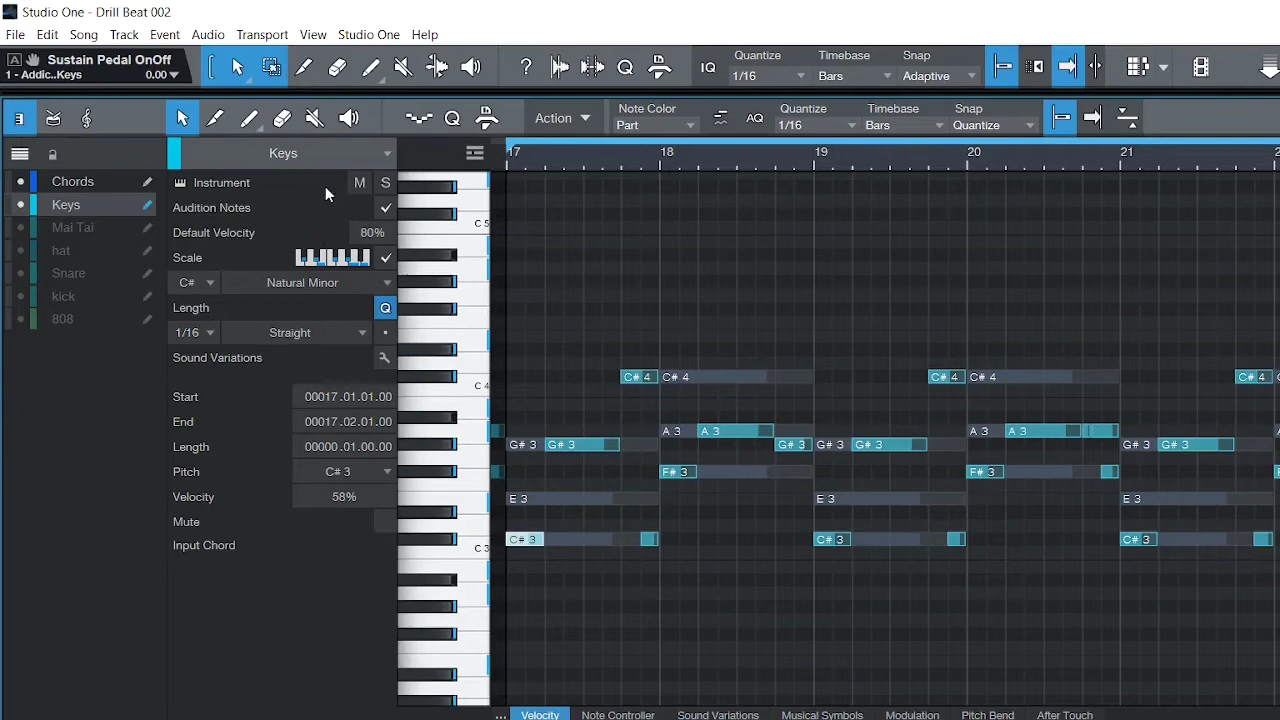 Studio One - Drill Beat 002
File Edit Song Track Event Audio Transport View Studio One Help
A Sustain Pedal OnOff
1 - Addic..Keys 0.00
? Q IQ
Quantize Timebase Snap
1/16 Bars Adaptive
Q Action
Note Color
Part
AQ
Quantize Timebase Snap
1/16 Bars Quantize
Keys
17 18 19 20 21
Chords
Keys
Mai Tai
hat
Snare
kick
808
Instrument M S
Audition Notes
Default Velocity 80%
Scale
C# Natural Minor
Length Q
1/16 Straight
Sound Variations
Start 00017.01.01.00
End 00017.02.01.00
Length 00000.01.00.00
Pitch C# 3
Velocity 58%
Mute
Input Chord
C 5
C 4
C 3
C# 4 C# 4 C# 4 C# 4 C# 4
A 3 A 3 A 3 A 3
G# 3 G# 3 G# 3 G# 3 G# 3 G# 3 G# 3
F# 3 F# 3
E 3 E 3 E 3
C# 3 C# 3 C# 3
... Velocity Note Controller Sound Variations Musical Symbols Modulation Pitch Bend After Touch